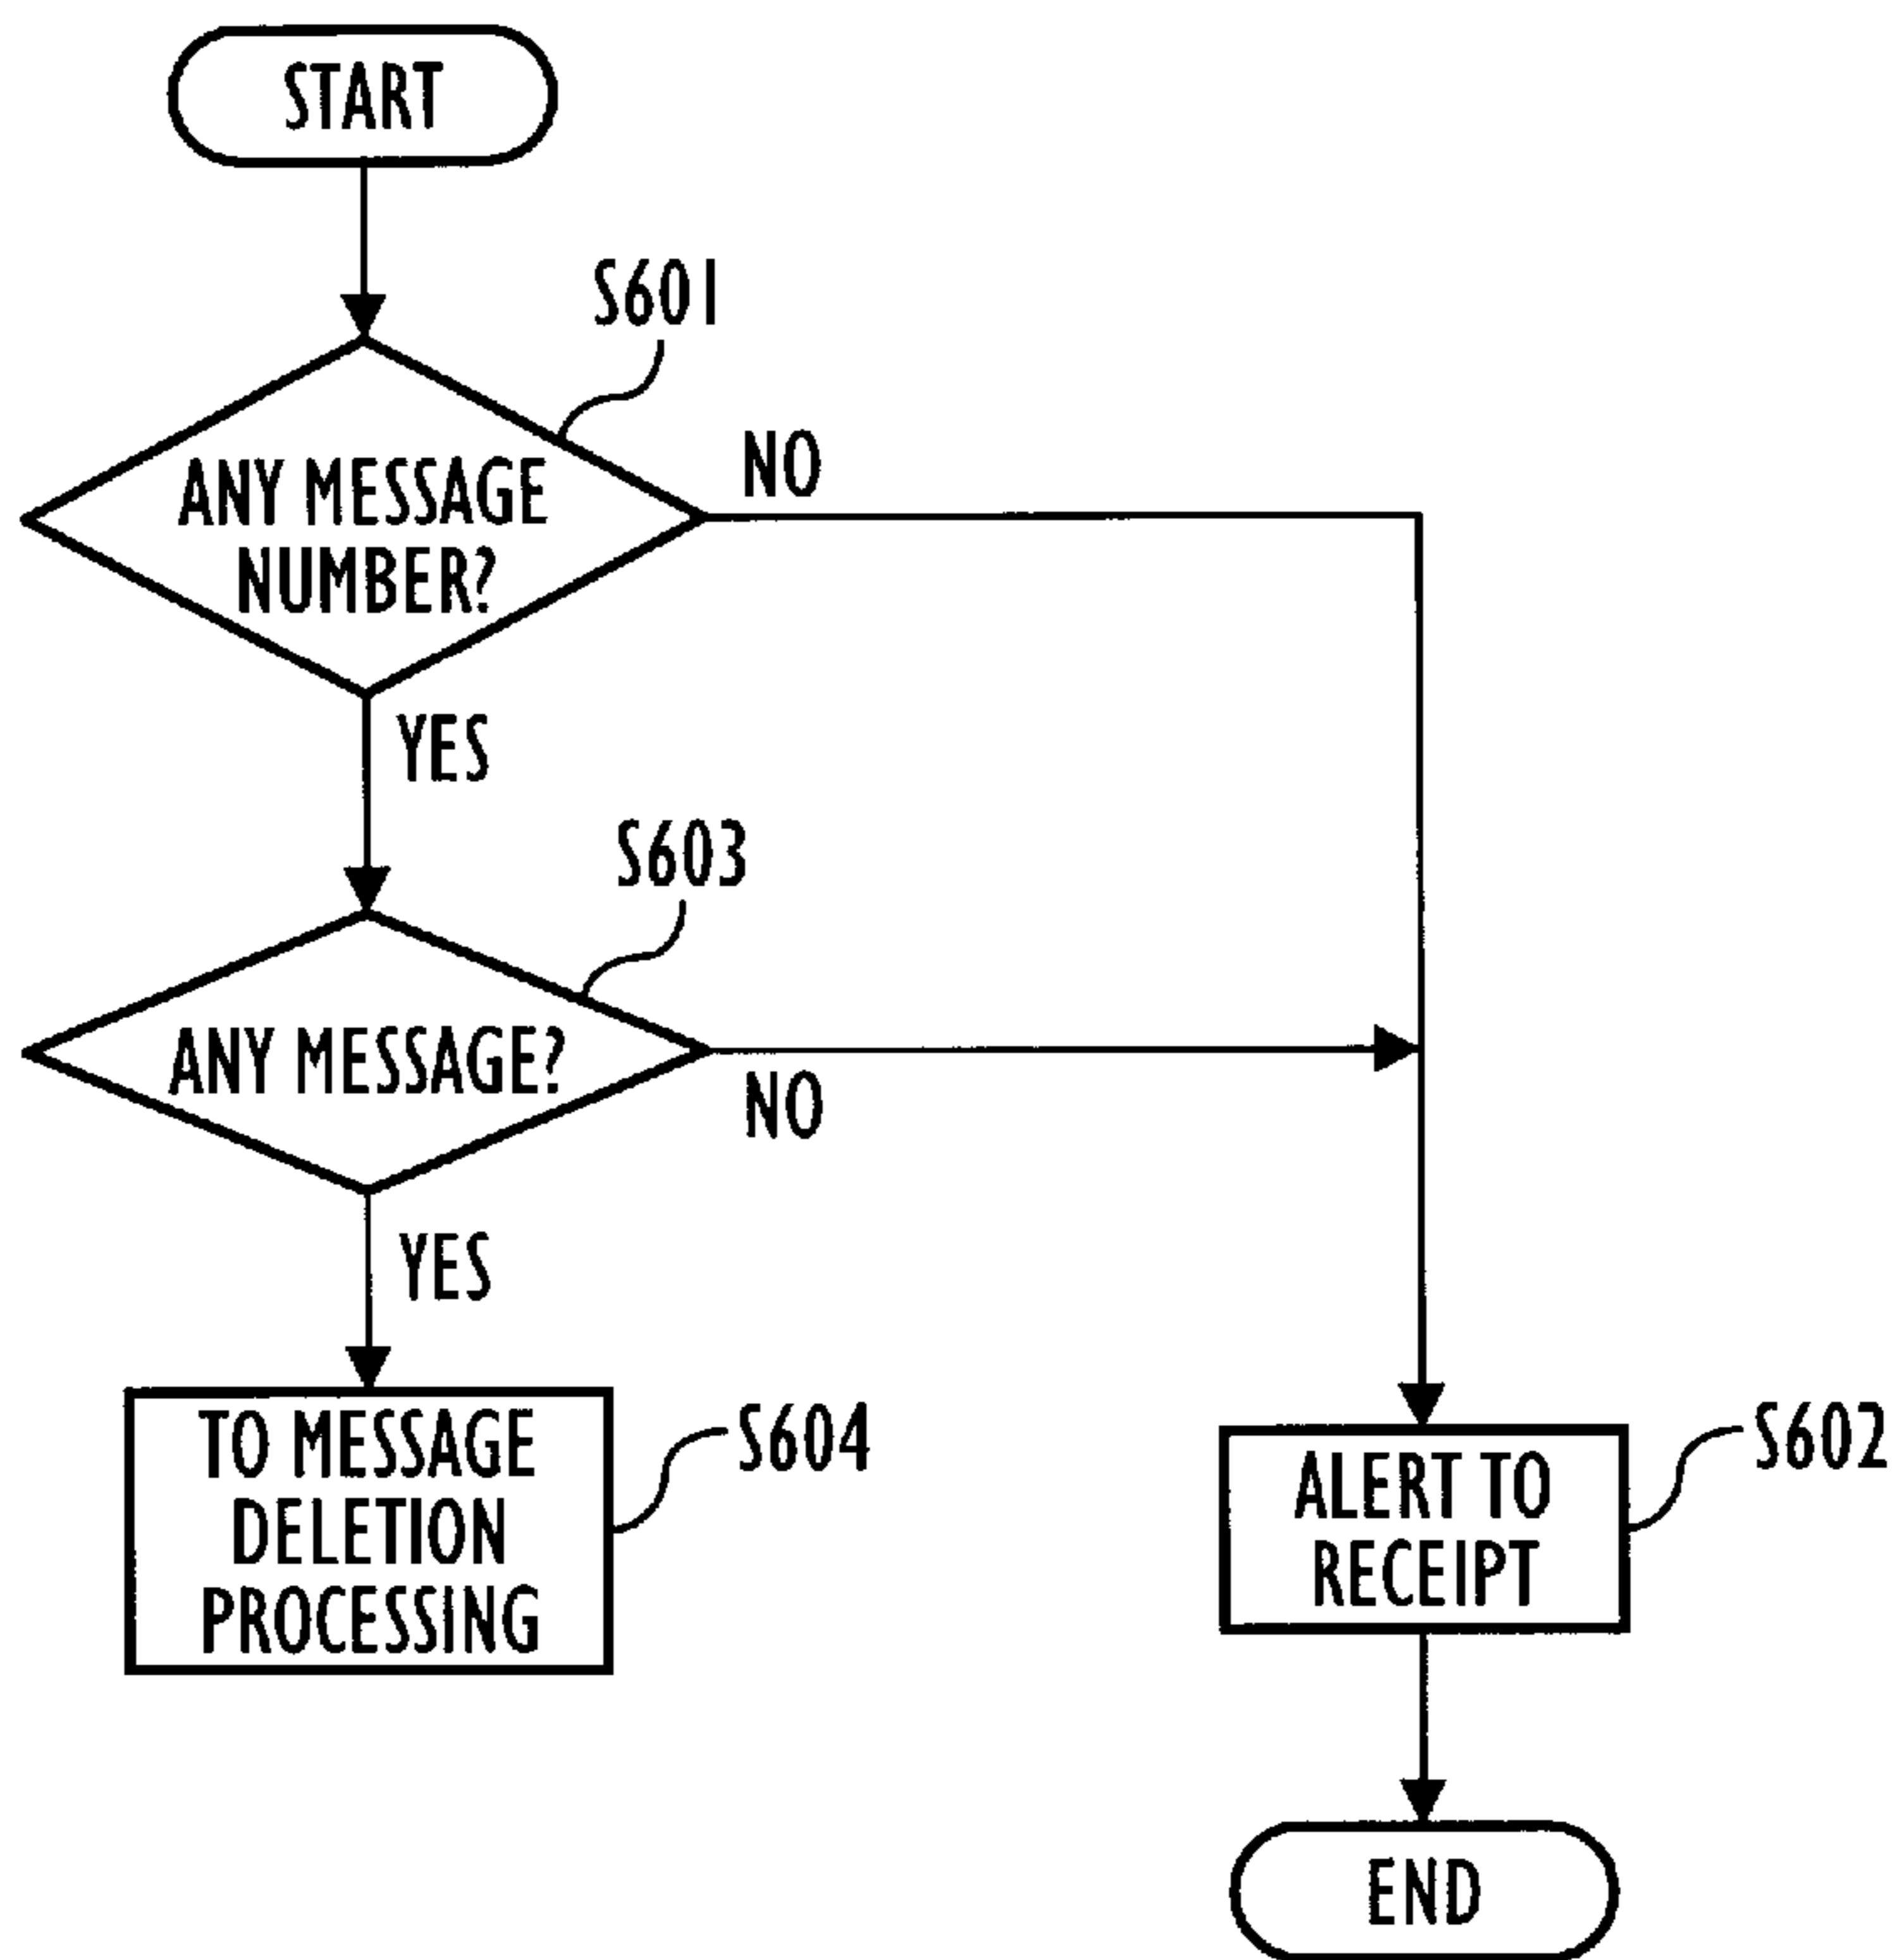 START
S601
ANY MESSAGE
NUMBER?
NO
YES
S603
ANY MESSAGE?
NO
YES
TO MESSAGE
DELETION
PROCESSING
S604
ALERT TO
RECEIPT
S602
END